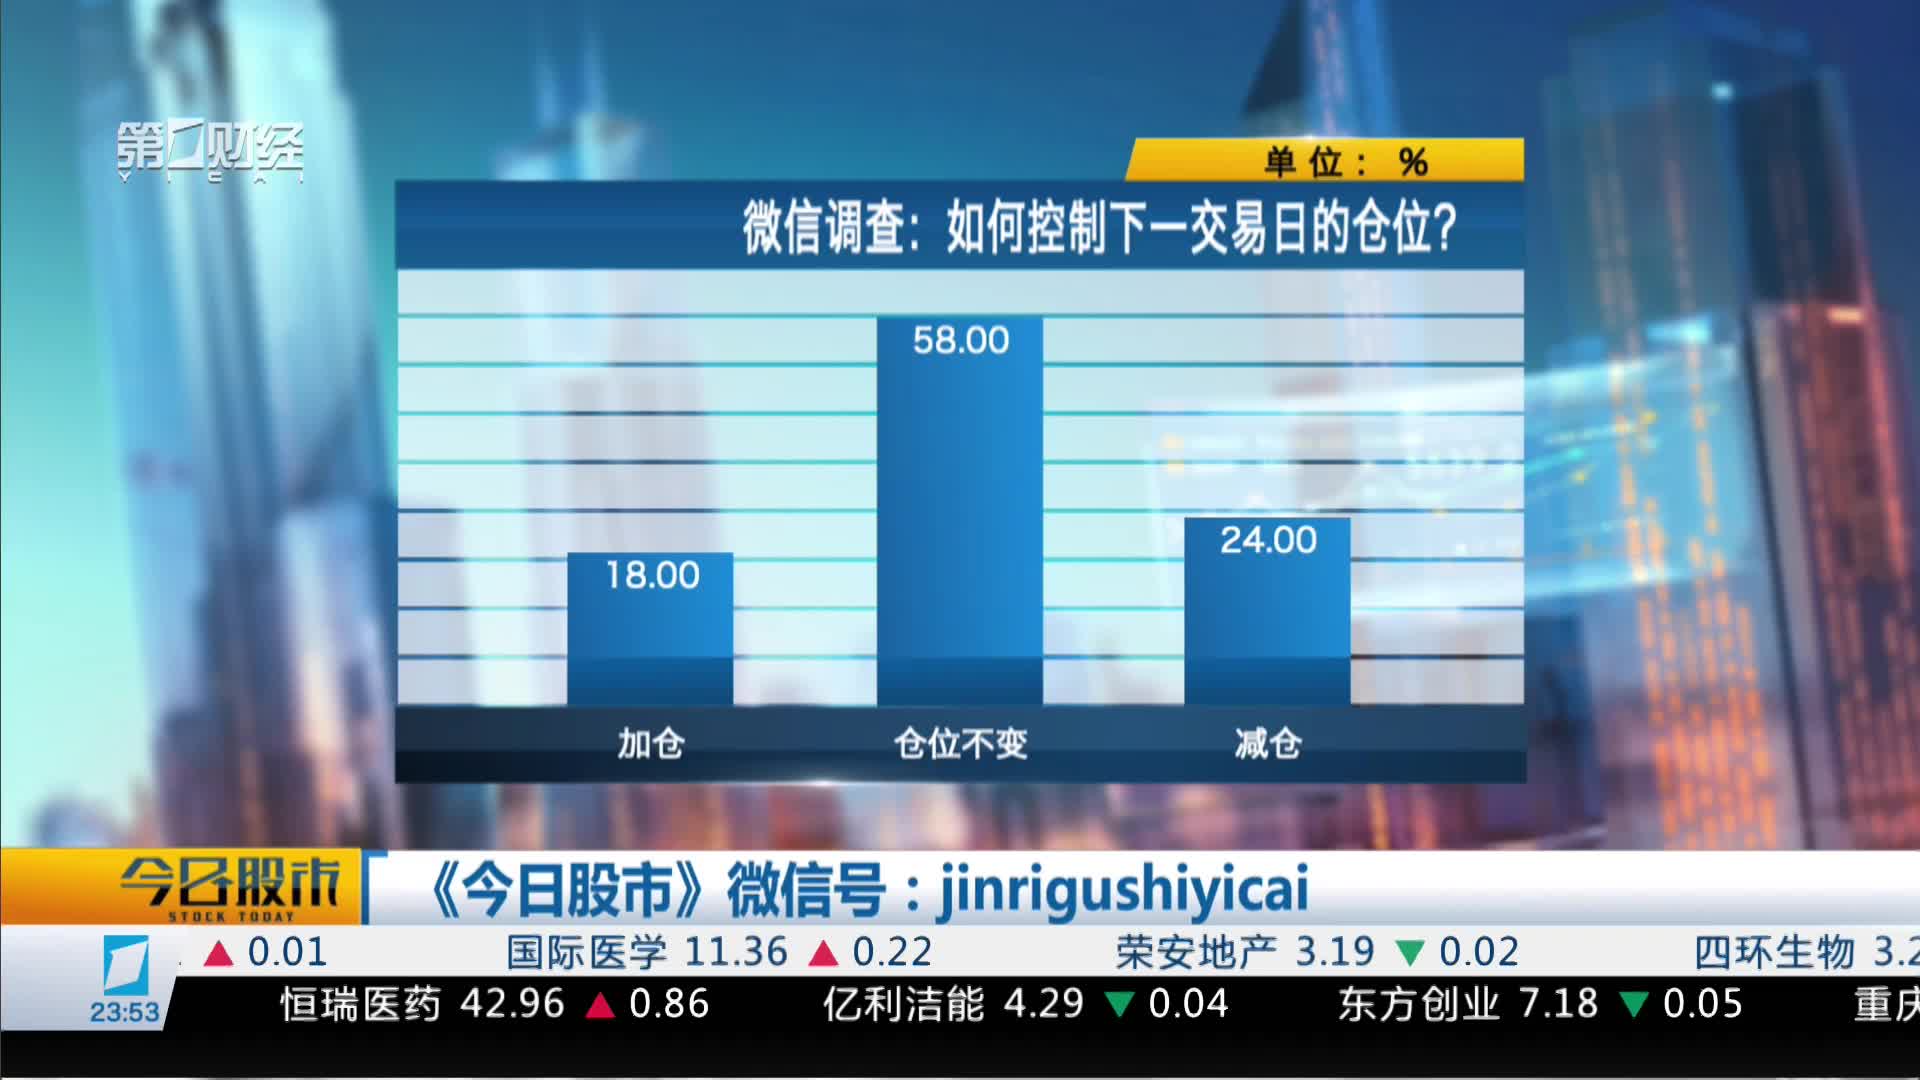 第一财经
YICAI
单位：%
微信调查：如何控制下一交易日的仓位？
58.00
18.00
24.00
加仓 仓位不变 减仓
今日股市
STOCK TODAY
《今日股市》微信号：jinrigushiyicai
▲ 0.01 国际医学 11.36 ▲ 0.22 荣安地产 3.19 ▼ 0.02 四环生物 3.2
23:53
恒瑞医药 42.96 ▲ 0.86 亿利洁能 4.29 ▼ 0.04 东方创业 7.18 ▼ 0.05 重庆